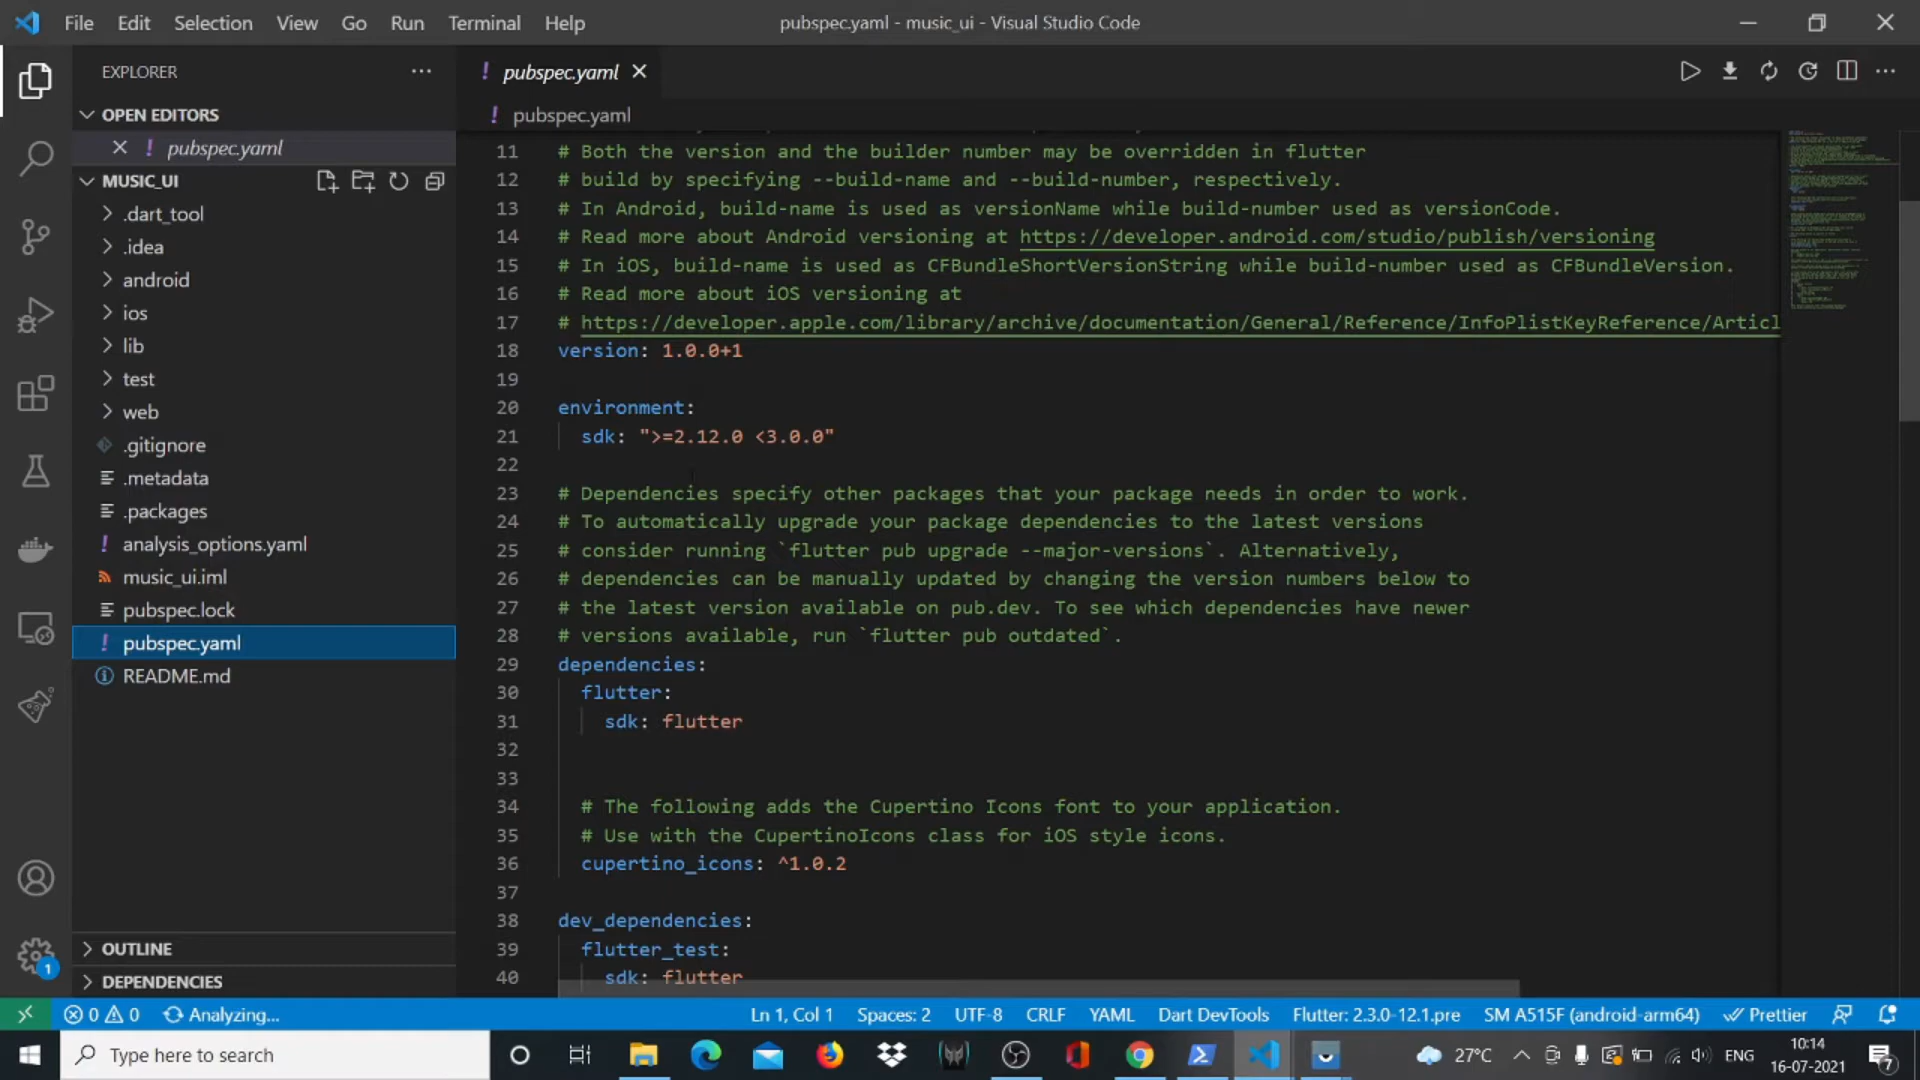 File Edit Selection View Go Run Terminal Help
pubspec.yaml - music_ui - Visual Studio Code
EXPLORER
OPEN EDITORS
pubspec.yaml
MUSIC_UI
.dart_tool
.idea
android
ios
lib
test
web
.gitignore
.metadata
.packages
analysis_options.yaml
music_ui.iml
pubspec.lock
pubspec.yaml
README.md
OUTLINE
DEPENDENCIES
pubspec.yaml
pubspec.yaml
11 # Both the version and the builder number may be overridden in flutter
12 # build by specifying --build-name and --build-number, respectively.
13 # In Android, build-name is used as versionName while build-number used as versionCode.
14 # Read more about Android versioning at https://developer.android.com/studio/publish/versioning
15 # In iOS, build-name is used as CFBundleShortVersionString while build-number used as CFBundleVersion.
16 # Read more about iOS versioning at
17 # https://developer.apple.com/library/archive/documentation/General/Reference/InfoPlistKeyReference/Articl
18 version: 1.0.0+1
19
20 environment:
21 sdk: ">=2.12.0 <3.0.0"
22
23 # Dependencies specify other packages that your package needs in order to work.
24 # To automatically upgrade your package dependencies to the latest versions
25 # consider running `flutter pub upgrade --major-versions`. Alternatively,
26 # dependencies can be manually updated by changing the version numbers below to
27 # the latest version available on pub.dev. To see which dependencies have newer
28 # versions available, run `flutter pub outdated`.
29 dependencies:
30 flutter:
31 sdk: flutter
32
33
34 # The following adds the Cupertino Icons font to your application.
35 # Use with the CupertinoIcons class for iOS style icons.
36 cupertino_icons: ^1.0.2
37
38 dev_dependencies:
39 flutter_test:
40 sdk: flutter
1
0 0 Analyzing... Ln 1, Col 1 Spaces: 2 UTF-8 CRLF YAML Dart DevTools Flutter: 2.3.0-12.1.pre SM A515F (android-arm64) Prettier
Type here to search
27°C
ENG
10:14
16-07-2021
7